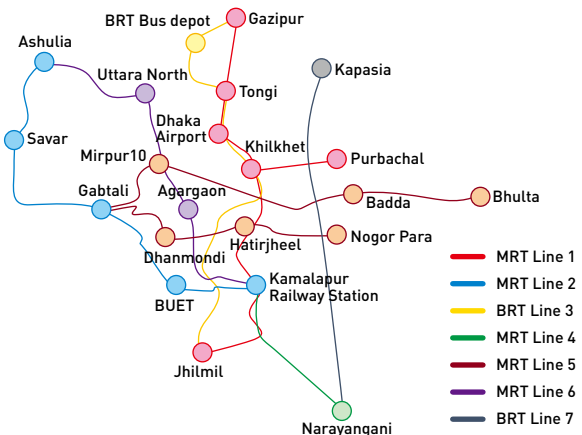 BRT Bus depot
Gazipur
Ashulia
Uttara North
Kapasia
Tongi
Dhaka
Airport
Khilkhet
Savar
Mirpur10
Purbachal
Gabtali
Agargaon
Badda
Bhulta
Hatirjheel
Nogor Para
Dhanmondi
Kamalapur
Railway Station
BUET
Jhilmil
Narayangani
MRT Line 1
MRT Line 2
BRT Line 3
MRT Line 4
MRT Line 5
MRT Line 6
BRT Line 7